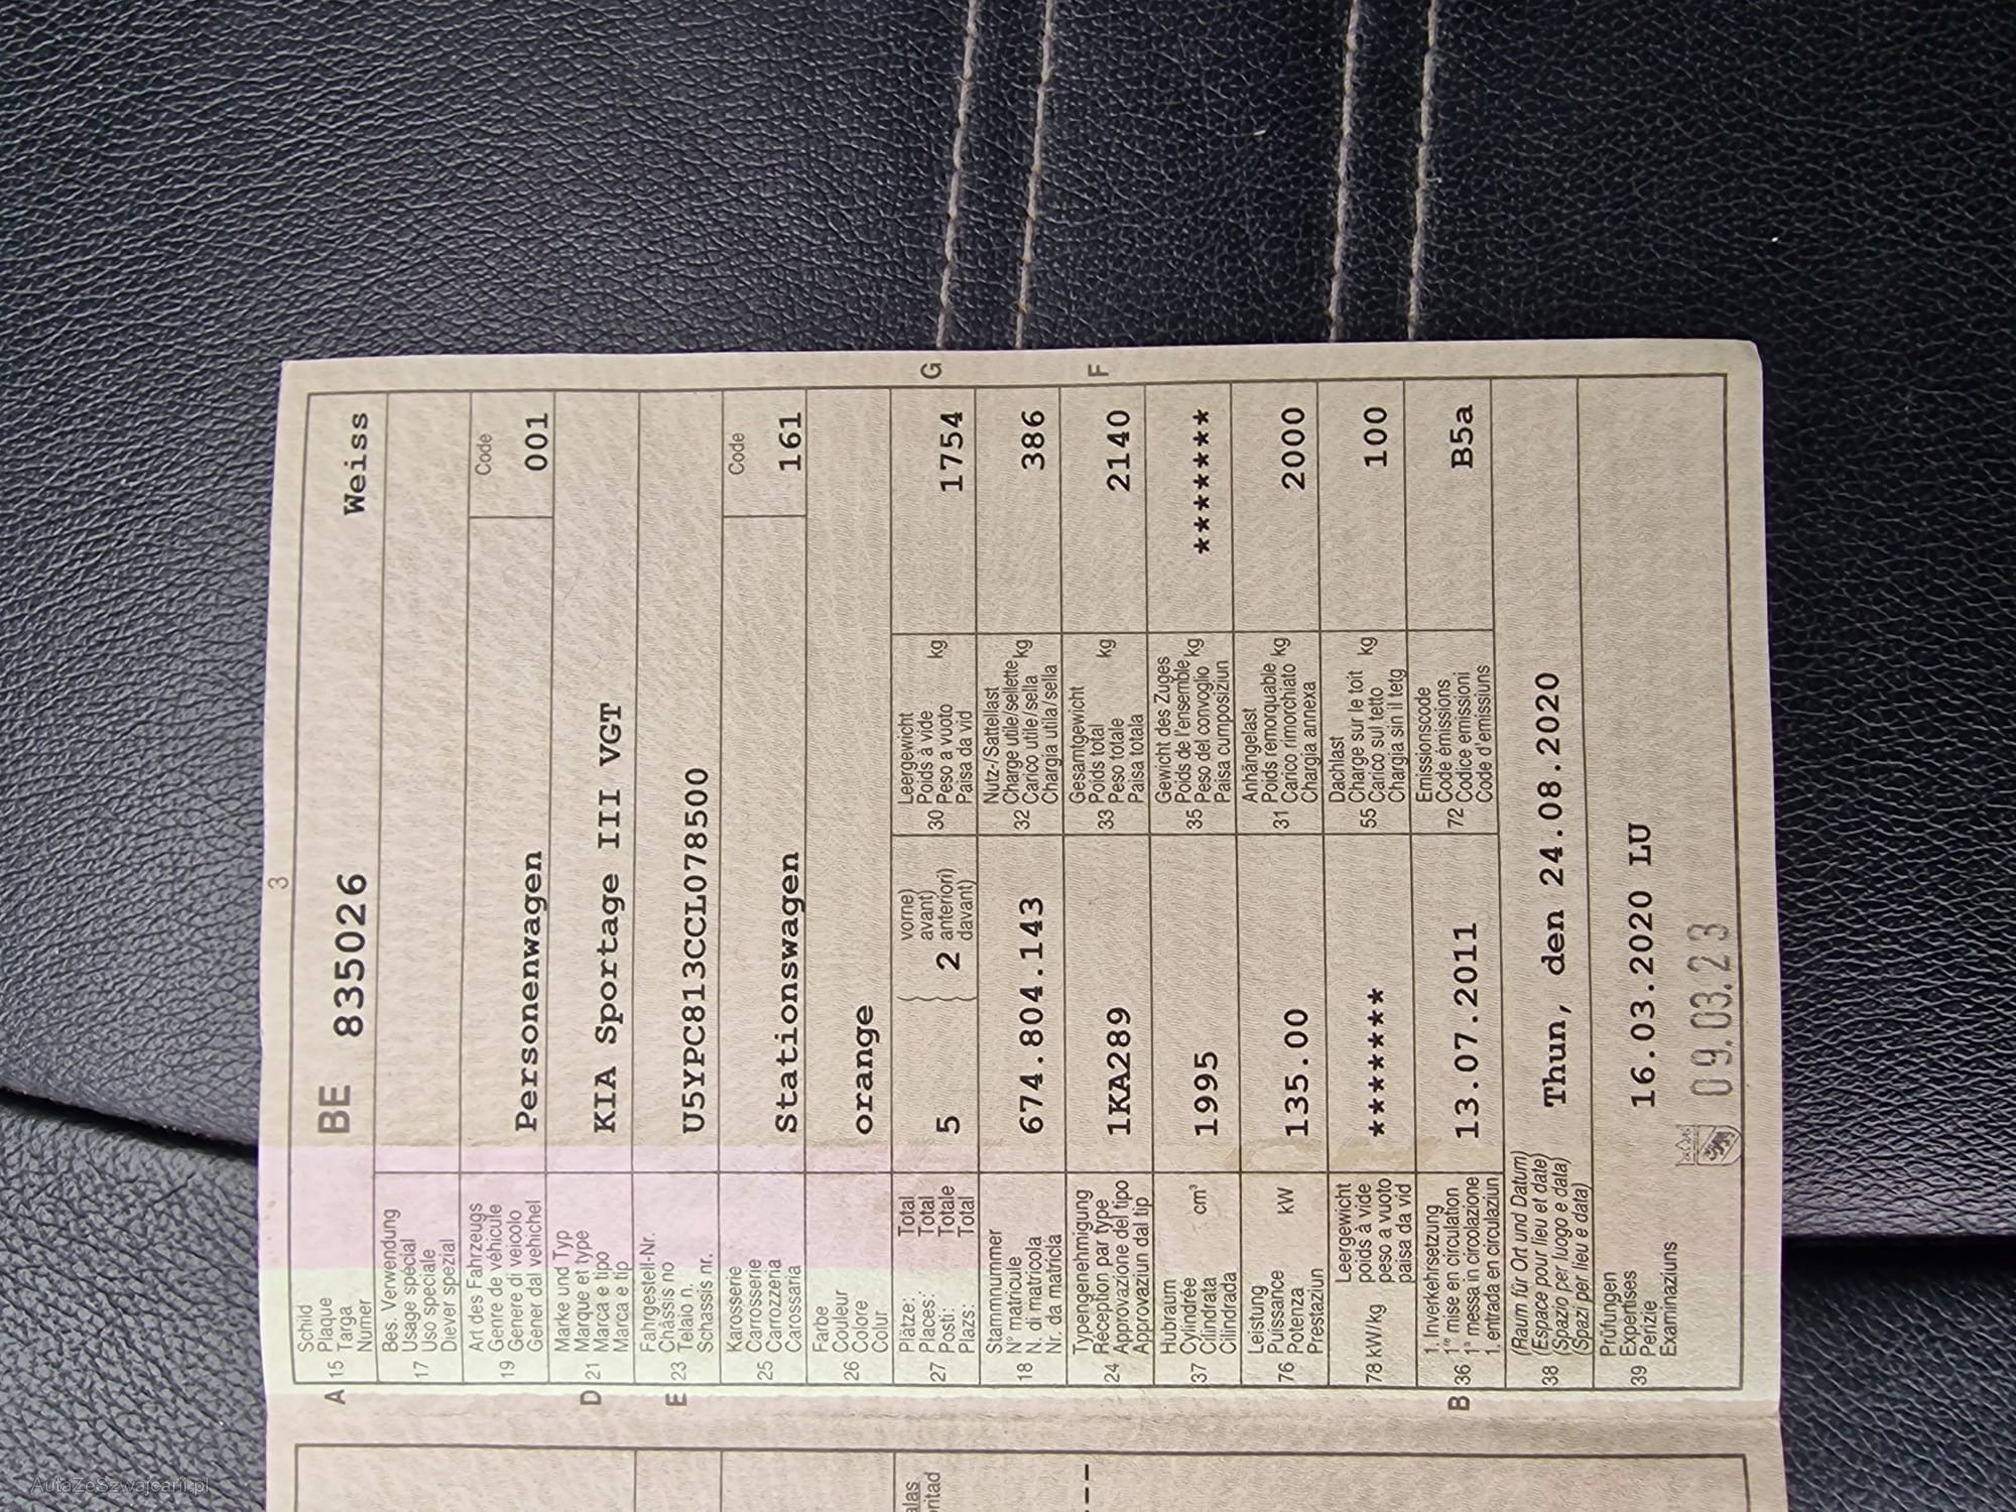 3
Schild
Plaque
A 15 Targa BE 835026 Weiss
Numer
Bes. Verwendung
Usage spécial
17 Uso speciale
Diever spezial
Art des Fahrzeugs Code
Genre de véhicule
19 Genere di veicolo
Gener dal vehichel Personenwagen 001
Marke und Typ
Marque et type
D 21 Marca e tipo KIA Sportage III VGT
Marca e tip
Fahrgestell-Nr.
Châssis no
E 23 Telaio n. U5YPC813CCL078500
Schassis nr.
Karosserie Code
Carrosserie
25 Carrozzeria Stationswagen 161
Carossaria
Farbe
Couleur
26 Colore orange
Colur
Plätze: Total vorne) Leergewicht G
Places: Total avant) Poids à vide
27 Posti: Totale 5 2 anteriori) 30 Peso a vuoto kg 1754
Plazs: Total davant) Paisa da vid
Stammnummer Nutz-/Sattellast
N° matricule Charge utile/sellette
18 N. di matricola 674.804.143 32 Carico utile/sella kg 386
Nr. da matricla Chargia utila/sella
Typengenehmigung Gesamtgewicht F
Réception par type Poids total
24 Approvazione del tipo 1KA289 33 Peso totale kg 2140
Approvaziun dal tip Paisa totala
Hubraum Gewicht des Zuges
Cylindrée Poids de l'ensemble
37 Cilindrata cm³ 1995 35 Peso del convoglio kg ********
Cilindrada Paisa cumposiziun
Leistung Anhängelast
Puissance Poids remorquable
76 Potenza kW 135.00 31 Carico rimorchiato kg 2000
Prestaziun Chargia annexa
Leergewicht Dachlast
poids à vide Charge sur le toit
78 kW/kg peso a vuoto ******** 55 Carico sul tetto kg 100
paisa da vid Chargia sin il tetg
1. Inverkehrsetzung Emissionscode
1re mise en circulation Code émissions
B 36 1a messa in circolazione 13.07.2011 72 Codice emissioni B5a
1. entrada en circulaziun Code d'emissiuns
(Raum für Ort und Datum)
(Espace pour lieu et date)
38 (Spazio per luogo e data) Thun, den 24.08.2020
(Spazi per lieu e data)
Prüfungen
Expertises
39 Perizie 16.03.2020 LU
Examinaziuns
09.03.23
AutaZeSzwajcarii.pl